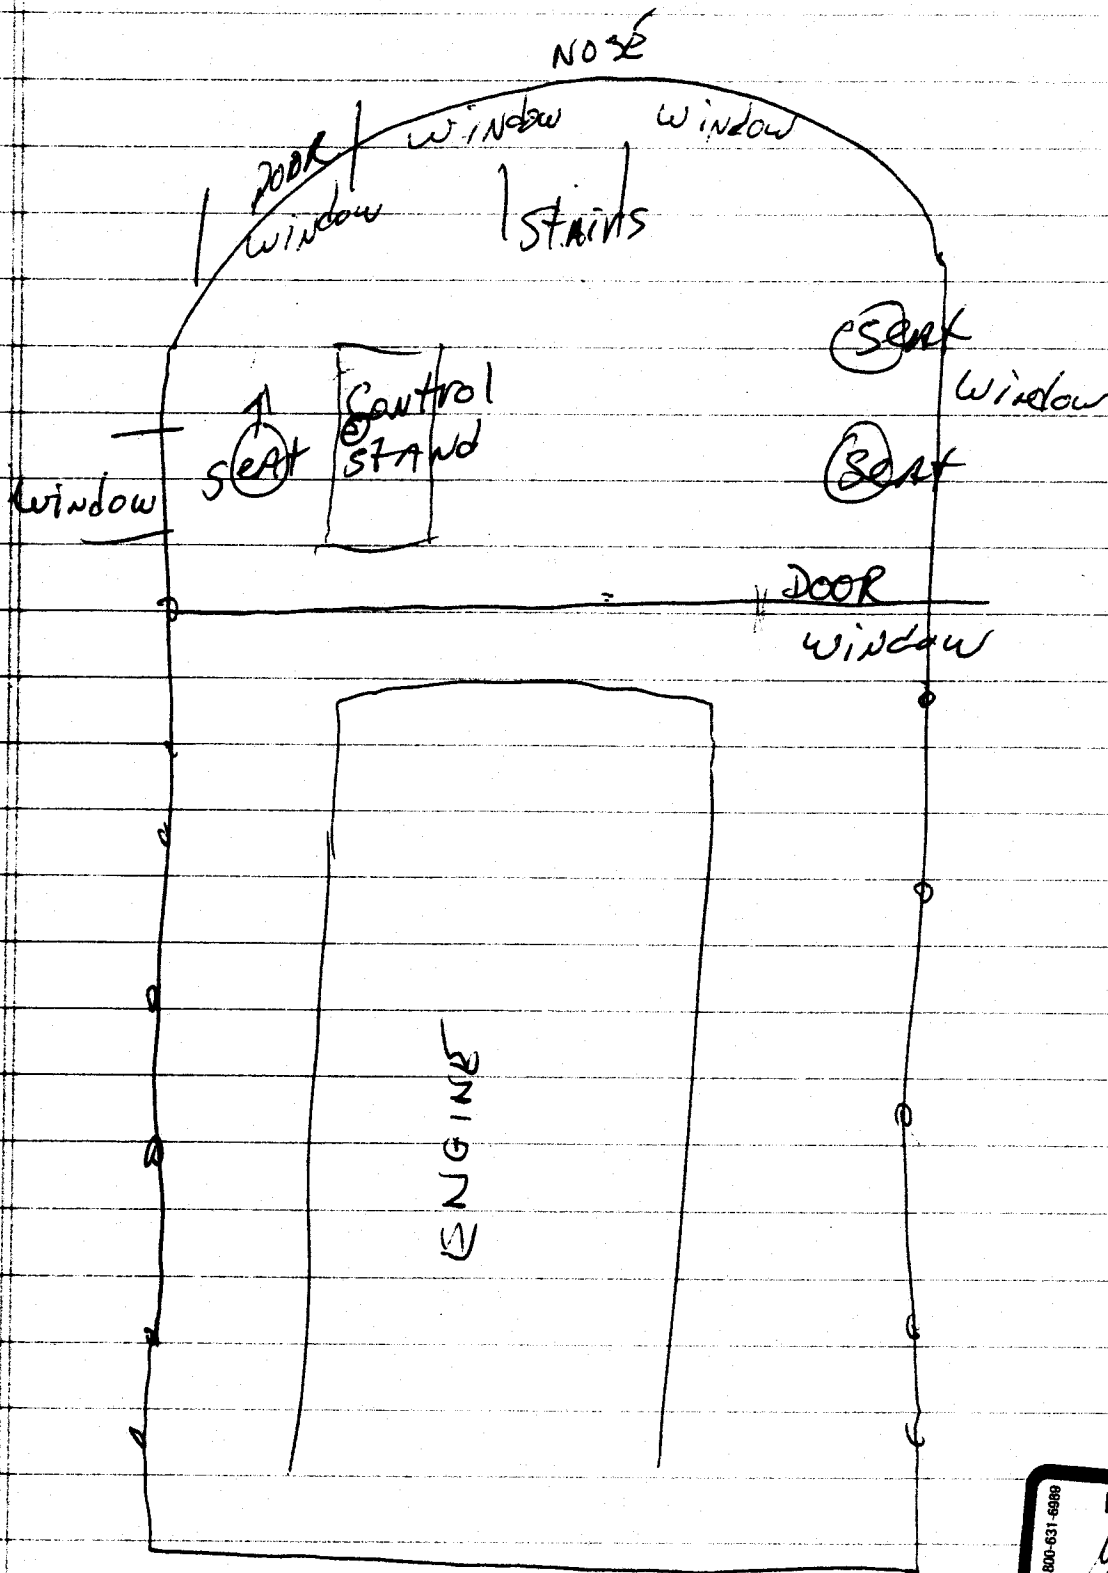 NOSE
window window
DOOR
window
Stairs
Seat
window
Control
Stand
Seat
Seat
window
DOOR
window
ENGINE
800-631-6989